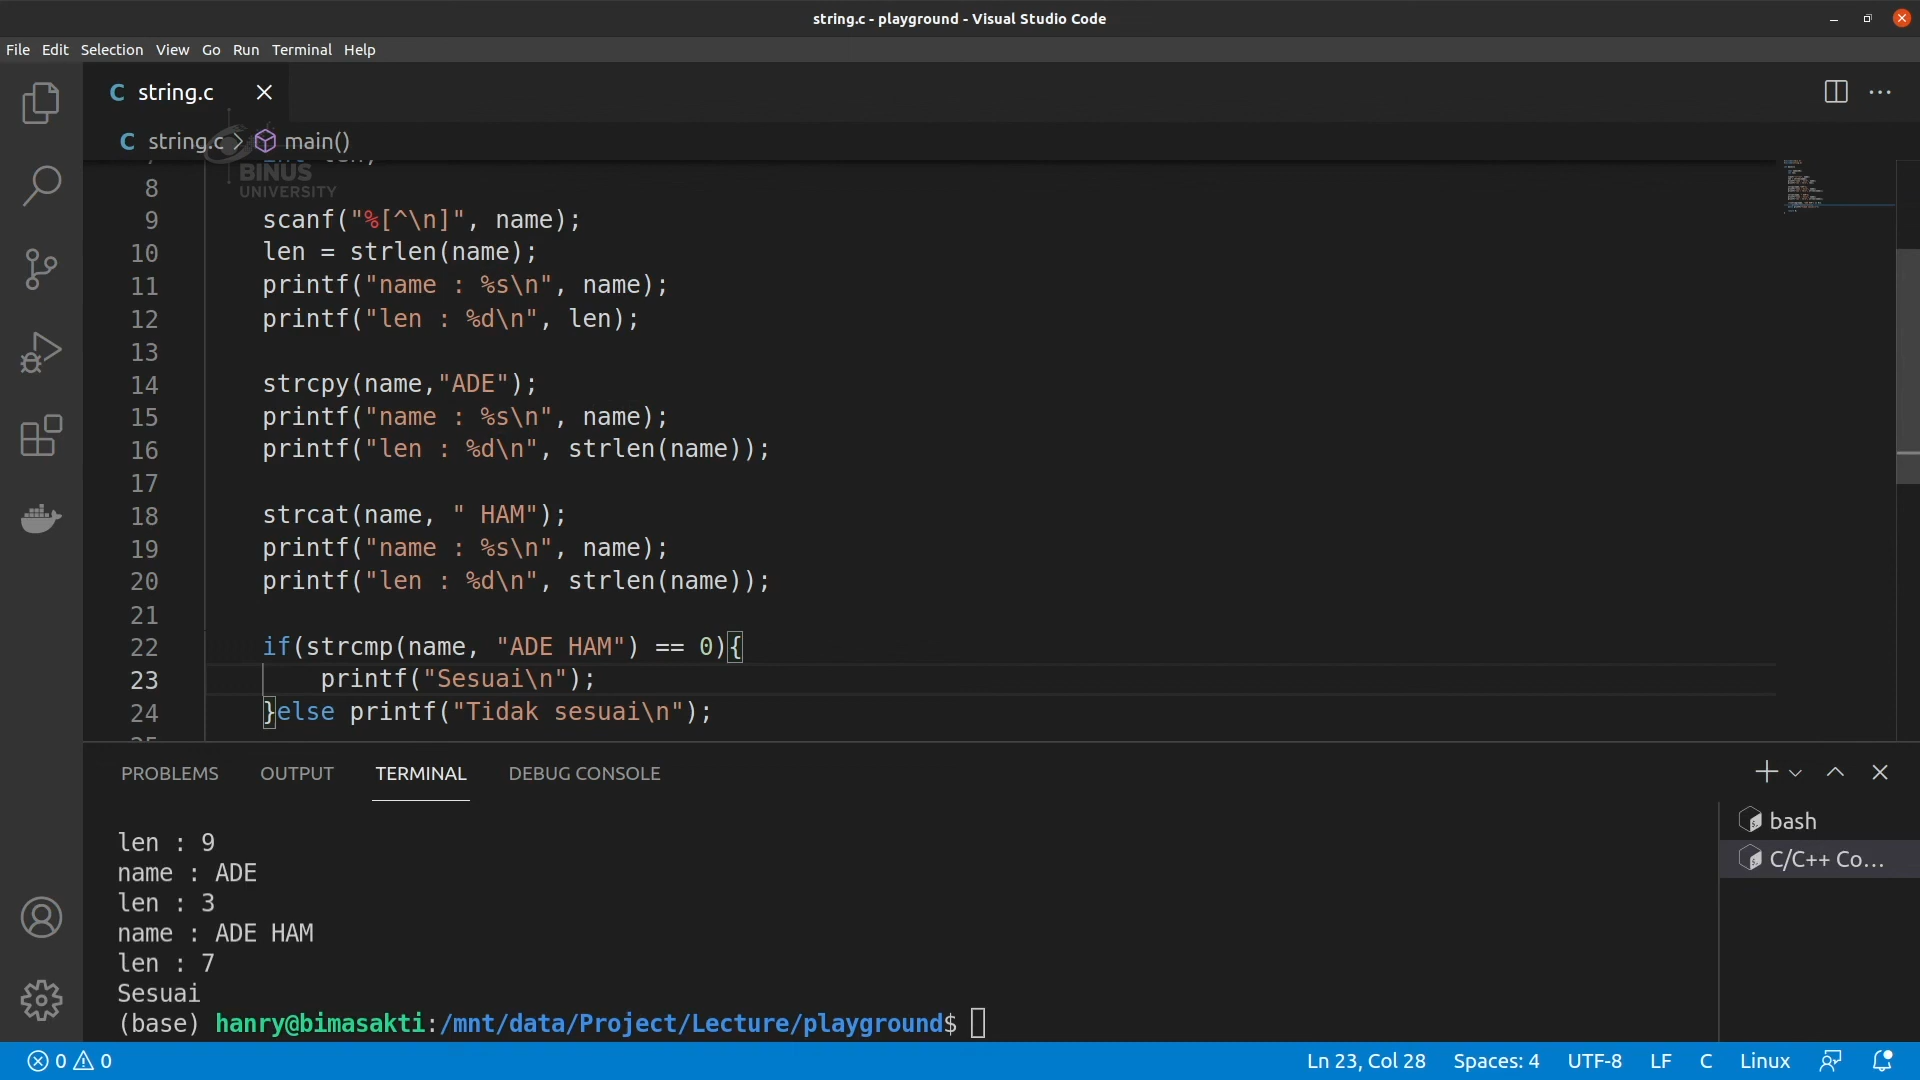 string.c - playground - Visual Studio Code
File Edit Selection View Go Run Terminal Help
C string.c
C string.c > main()
BINUS
UNIVERSITY
8
9 scanf("%[^\n]", name);
10 len = strlen(name);
11 printf("name : %s\n", name);
12 printf("len : %d\n", len);
13
14 strcpy(name,"ADE");
15 printf("name : %s\n", name);
16 printf("len : %d\n", strlen(name));
17
18 strcat(name, " HAM");
19 printf("name : %s\n", name);
20 printf("len : %d\n", strlen(name));
21
22 if(strcmp(name, "ADE HAM") == 0){
23 printf("Sesuai\n");
24 }else printf("Tidak sesuai\n");
PROBLEMS OUTPUT TERMINAL DEBUG CONSOLE
len : 9
name : ADE
len : 3
name : ADE HAM
len : 7
Sesuai
(base) hanry@bimasakti:/mnt/data/Project/Lecture/playground$
bash
C/C++ Co...
0 0 Ln 23, Col 28 Spaces: 4 UTF-8 LF C Linux